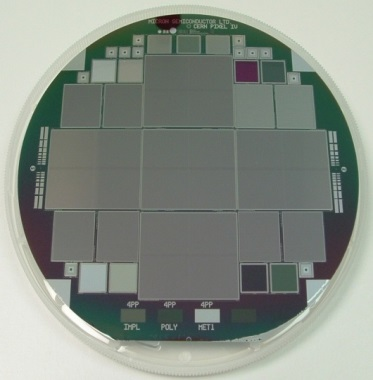 MICRON SEMICONDUCTOR LTD
© CERN PIXEL IV
4PP 4PP 4PP
IMPL POLY MET1